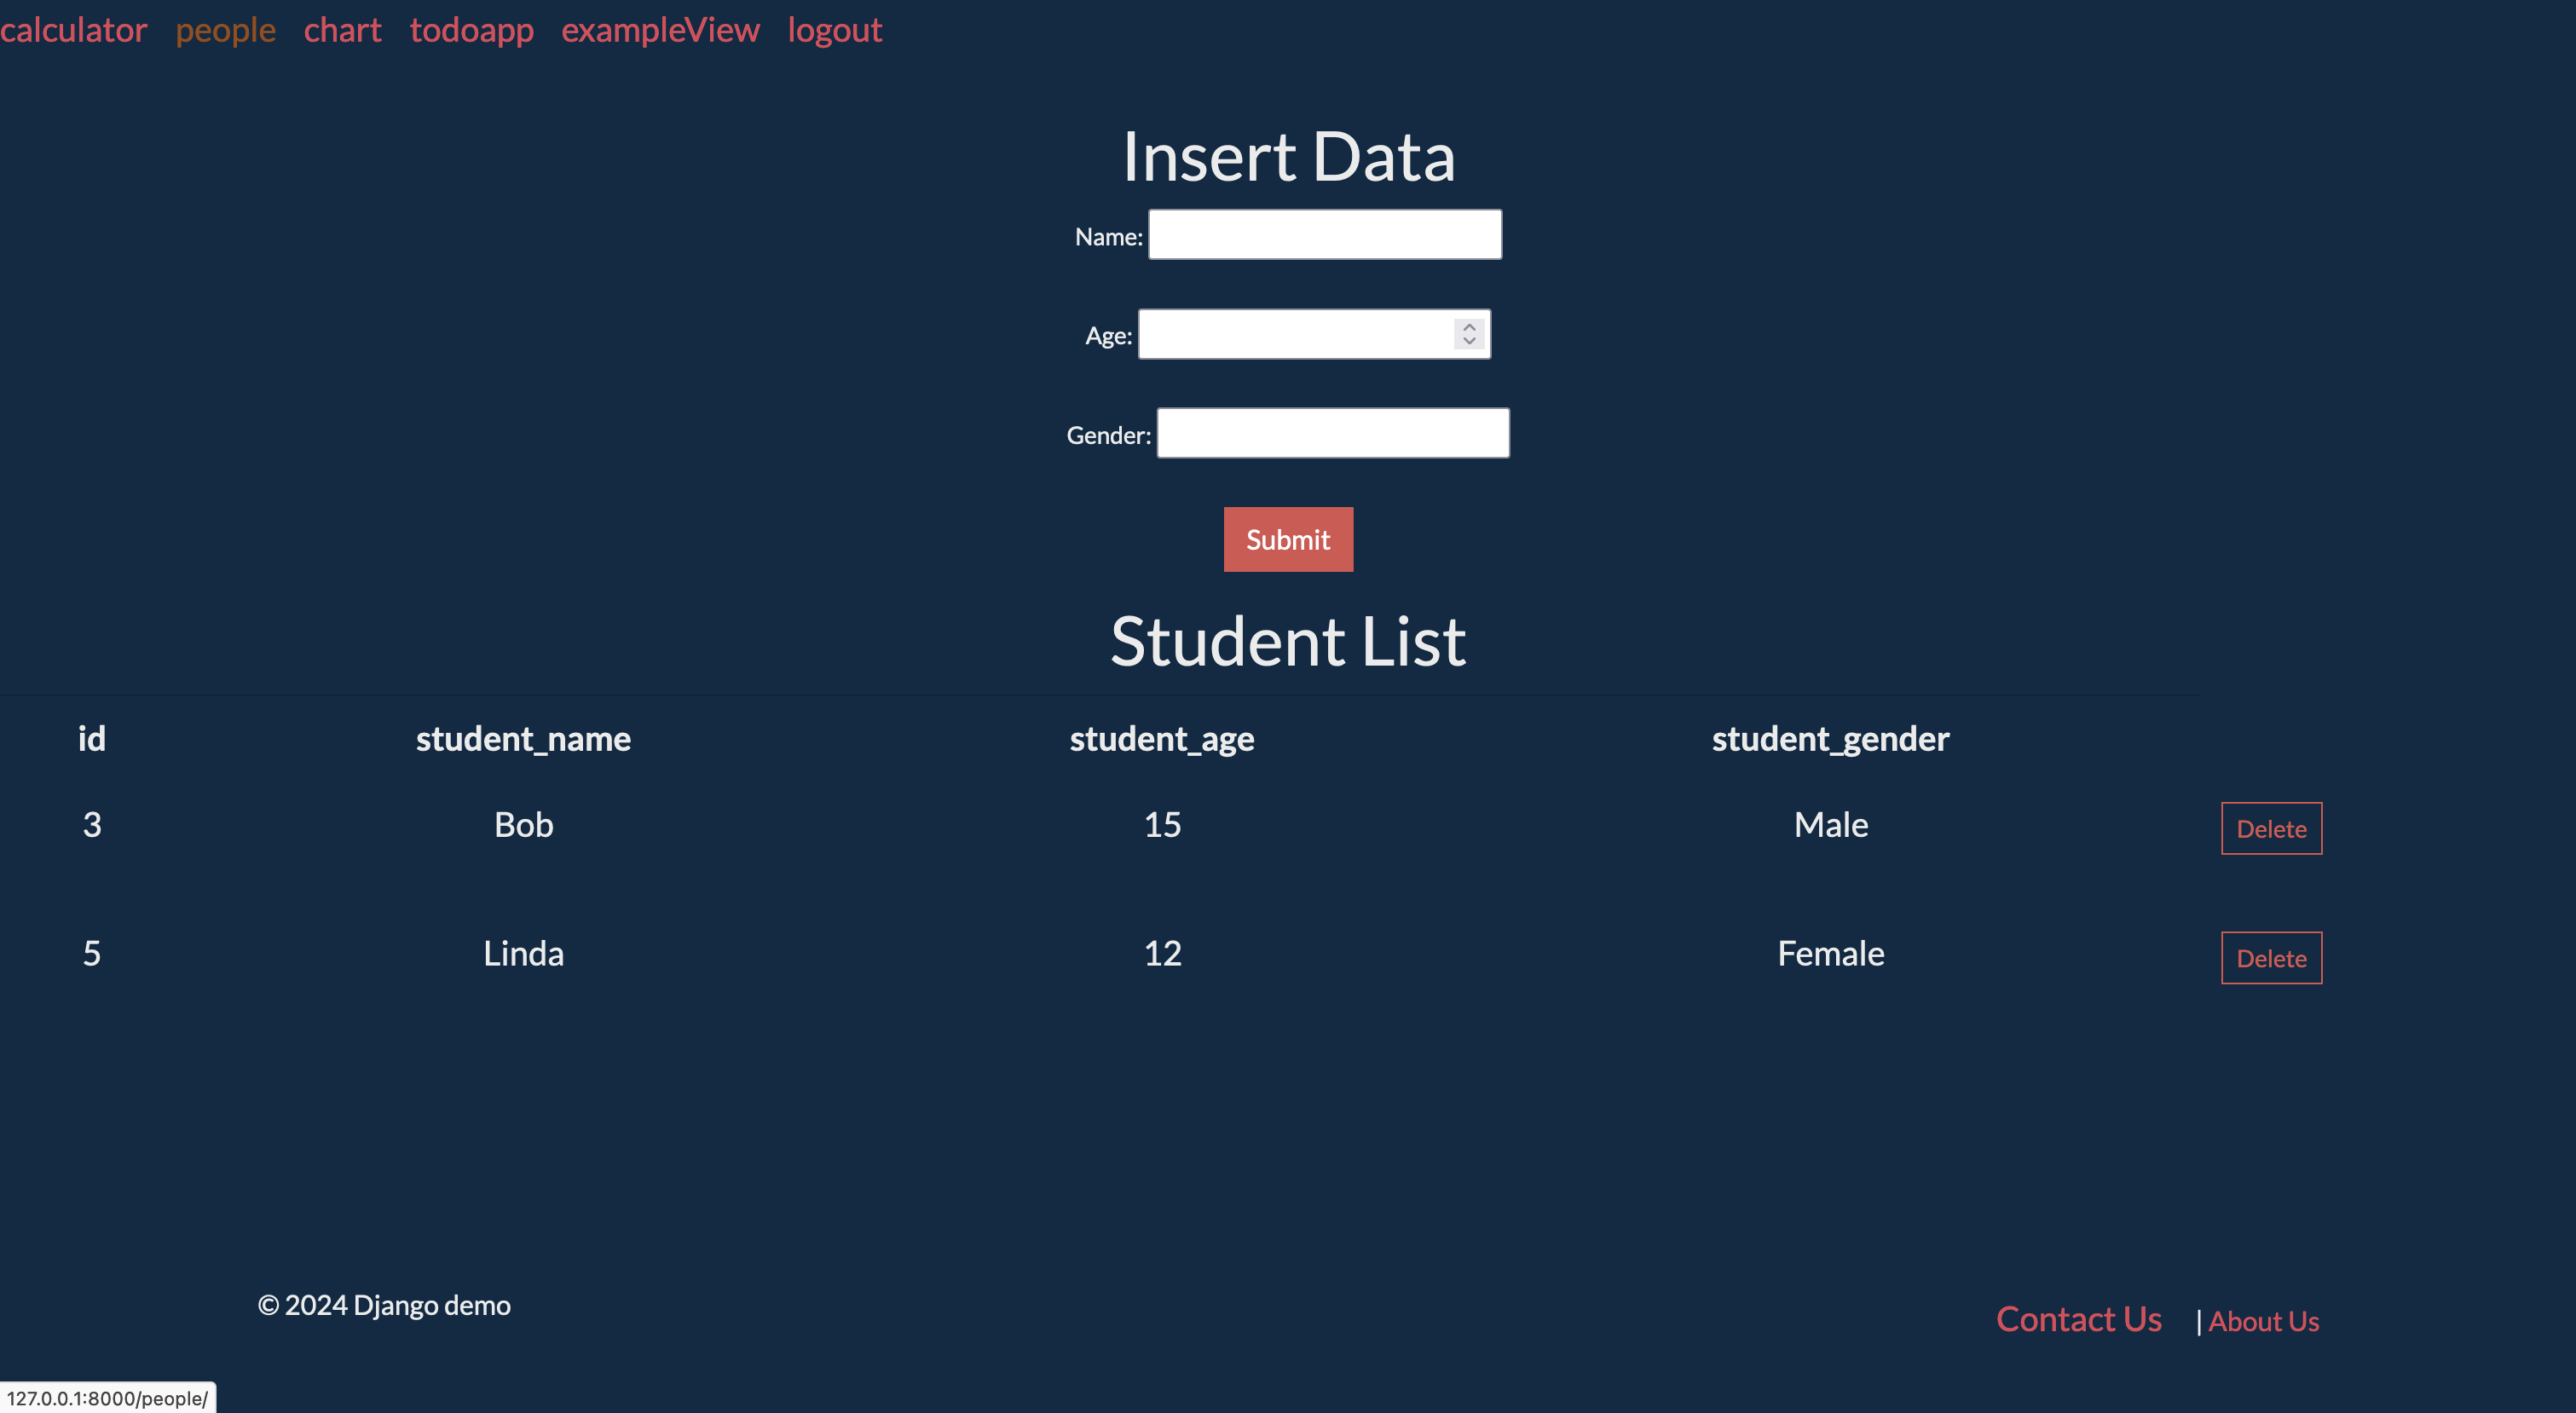 calculator people chart todoapp exampleView logout
Insert Data
Name:
Age:
Gender:
Submit
Student List
id student_name student_age student_gender
3 Bob 15 Male Delete
5 Linda 12 Female Delete
© 2024 Django demo
Contact Us | About Us
127.0.0.1:8000/people/